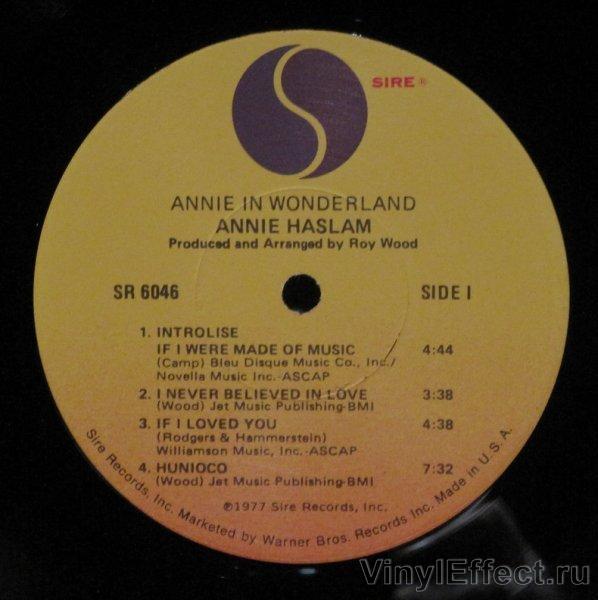 SIRE ®
ANNIE IN WONDERLAND
ANNIE HASLAM
Produced and Arranged by Roy Wood
SR 6046
SIDE I
1. INTROLISE
IF I WERE MADE OF MUSIC 4:44
(Camp) Bleu Disque Music Co., Inc./
Novella Music Inc.-ASCAP
2. I NEVER BELIEVED IN LOVE 3:38
(Wood) Jet Music Publishing-BMI
3. IF I LOVED YOU 4:38
(Rodgers & Hammerstein)
Williamson Music, Inc.-ASCAP
4. HUNIOCO 7:32
(Wood) Jet Music Publishing-BMI
℗1977 Sire Records, Inc.
Sire Records, Inc. Marketed by Warner Bros. Records Inc. Made in U.S.A.
VinylEffect.ru